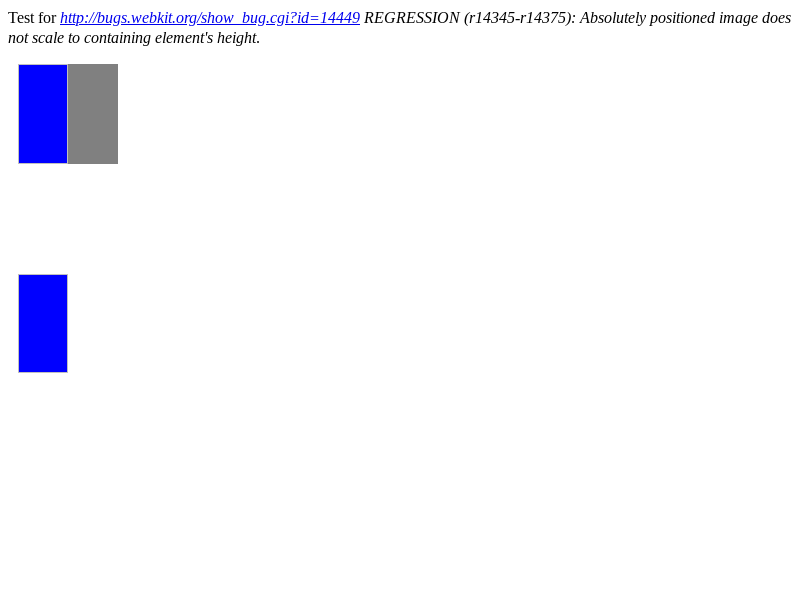 Test for http://bugs.webkit.org/show_bug.cgi?id=14449 REGRESSION (r14345-r14375): Absolutely positioned image does
not scale to containing element's height.